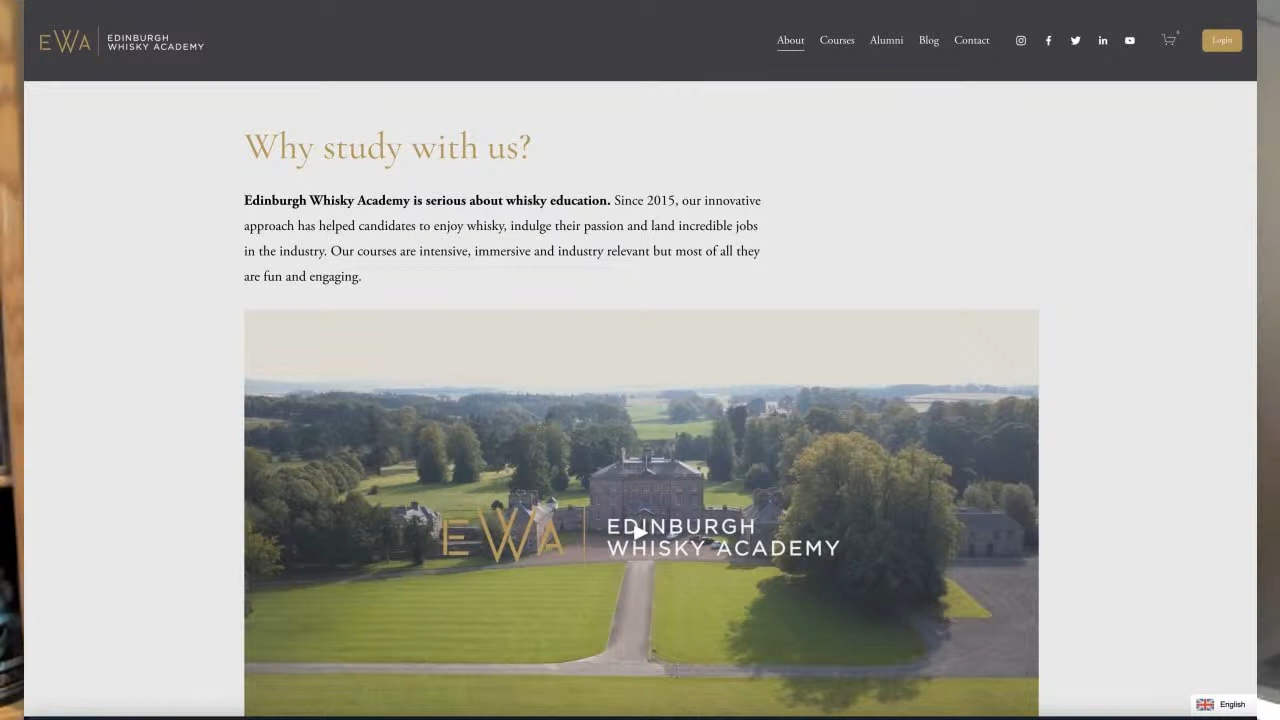 EWA EDINBURGH
WHISKY ACADEMY
About Courses Alumni Blog Contact 0 Login
Why study with us?
Edinburgh Whisky Academy is serious about whisky education. Since 2015, our innovative
approach has helped candidates to enjoy whisky, indulge their passion and land incredible jobs
in the industry. Our courses are intensive, immersive and industry relevant but most of all they
are fun and engaging.
EWA EDINBURGH
WHISKY ACADEMY
English